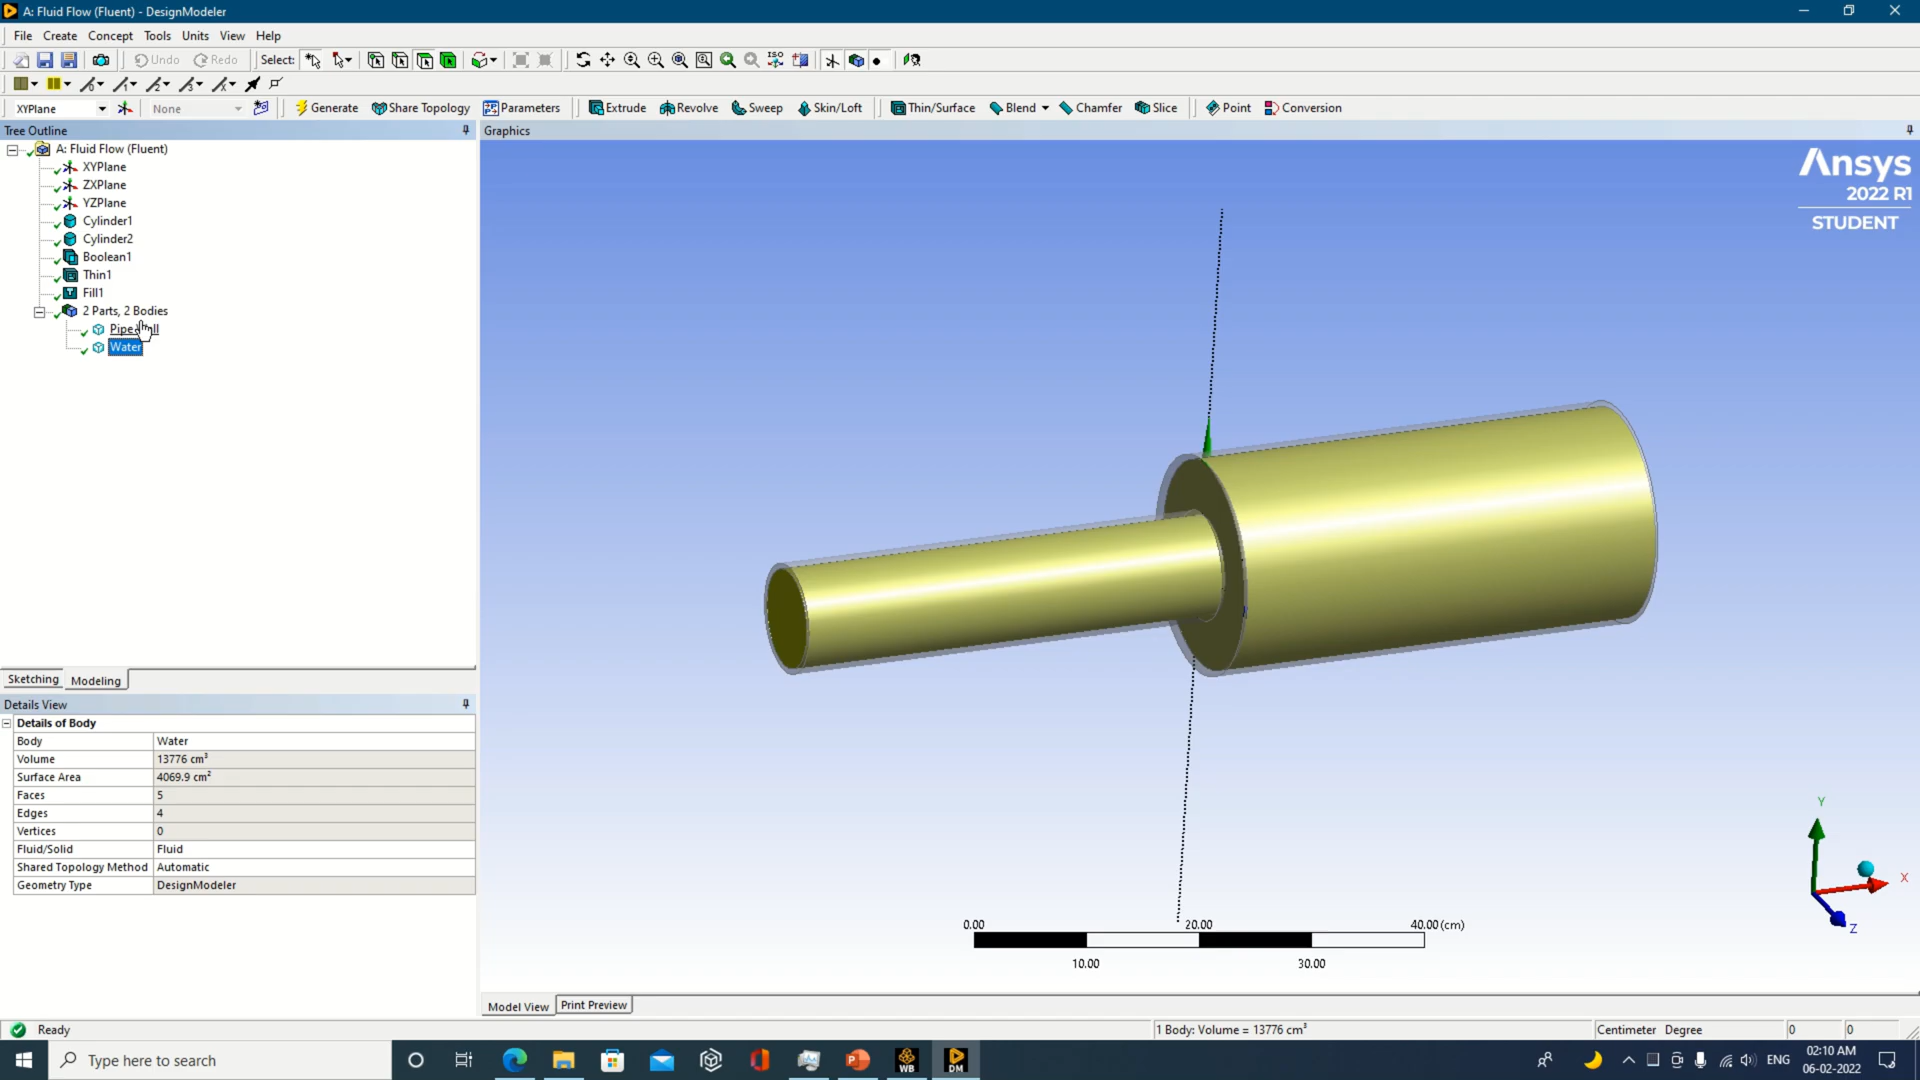 A: Fluid Flow (Fluent) - DesignModeler
File Create Concept Tools Units View Help
Undo Redo Select: ISO
XYPlane None Generate Share Topology Parameters Extrude Revolve Sweep Skin/Loft Thin/Surface Blend Chamfer Slice Point Conversion
Tree Outline
Graphics
A: Fluid Flow (Fluent)
XYPlane
ZXPlane
YZPlane
Cylinder1
Cylinder2
Boolean1
Thin1
Fill1
2 Parts, 2 Bodies
Pipe
Water
Ansys
2022 R1
STUDENT
Sketching Modeling
Details View
Details of Body
Body Water
Volume 13776 cm³
Surface Area 4069.9 cm²
Faces 5
Edges 4
Vertices 0
Fluid/Solid Fluid
Shared Topology Method Automatic
Geometry Type DesignModeler
0.00 20.00 40.00 (cm)
10.00 30.00
Y
X
Z
Model View Print Preview
Ready
1 Body: Volume = 13776 cm³
Centimeter Degree 0 0
Type here to search
WB
DM
ENG
02:10 AM
06-02-2022